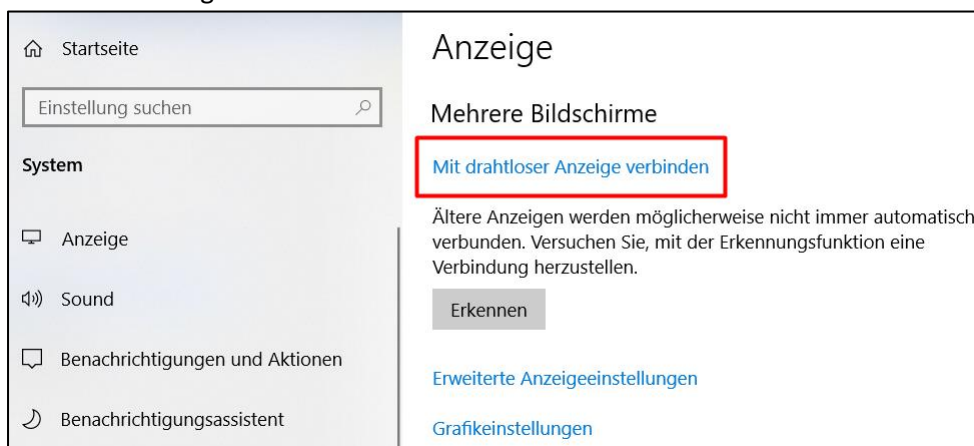 Startseite
Einstellung suchen
System
Anzeige
Sound
Benachrichtigungen und Aktionen
Benachrichtigungsassistent
Anzeige
Mehrere Bildschirme
Mit drahtloser Anzeige verbinden
Ältere Anzeigen werden möglicherweise nicht immer automatisch
verbunden. Versuchen Sie, mit der Erkennungsfunktion eine
Verbindung herzustellen.
Erkennen
Erweiterte Anzeigeeinstellungen
Grafikeinstellungen